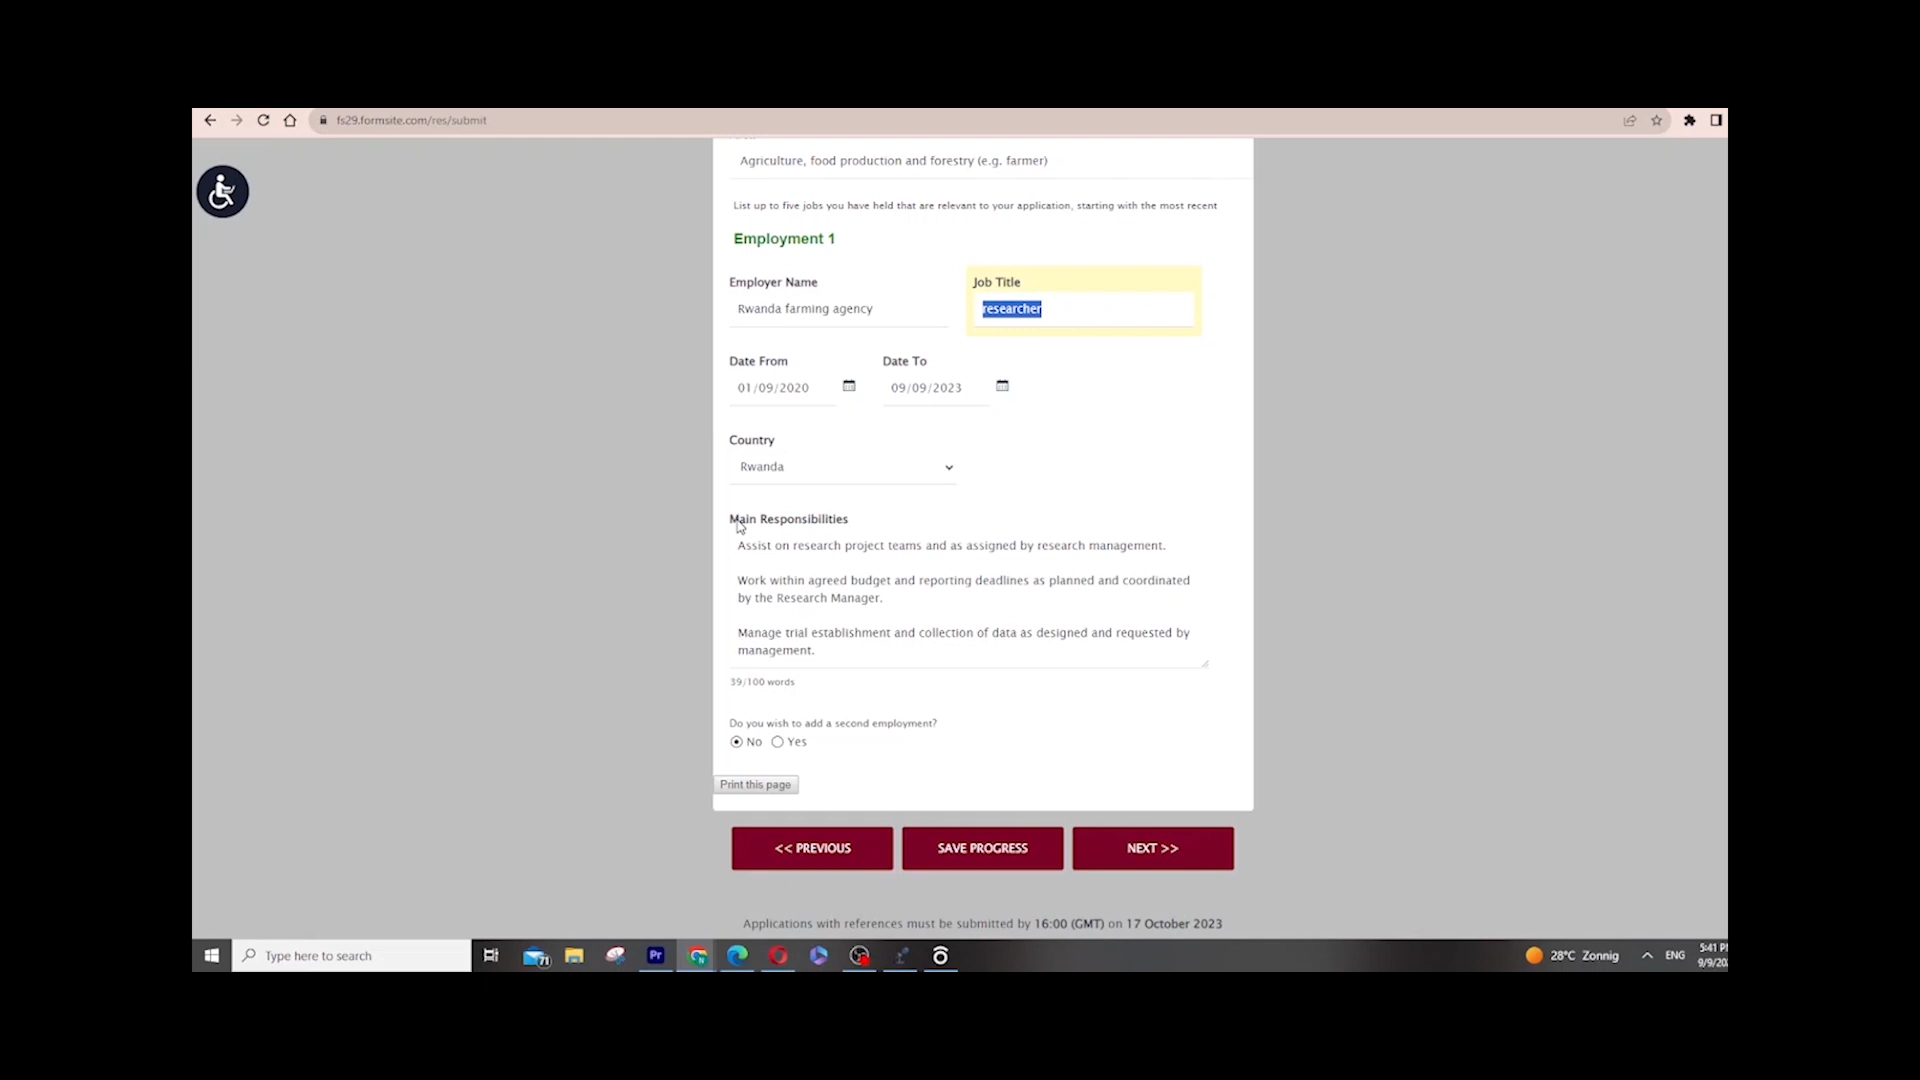 fs29.formsite.com/res/submit
Agriculture, food production and forestry (e.g. farmer)
List up to five jobs you have held that are relevant to your application, starting with the most recent
Employment 1
Employer Name
Job Title
Rwanda farming agency
researcher
Date From
Date To
01/09/2020
09/09/2023
Country
Rwanda
Main Responsibilities
Assist on research project teams and as assigned by research management.
Work within agreed budget and reporting deadlines as planned and coordinated
by the Research Manager.
Manage trial establishment and collection of data as designed and requested by
management.
39/100 words
Do you wish to add a second employment?
No Yes
Print this page
<< PREVIOUS
SAVE PROGRESS
NEXT >>
Applications with references must be submitted by 16:00 (GMT) on 17 October 2023
Type here to search
71
Pr
28°C Zonnig
ENG
5:41 P
9/9/20